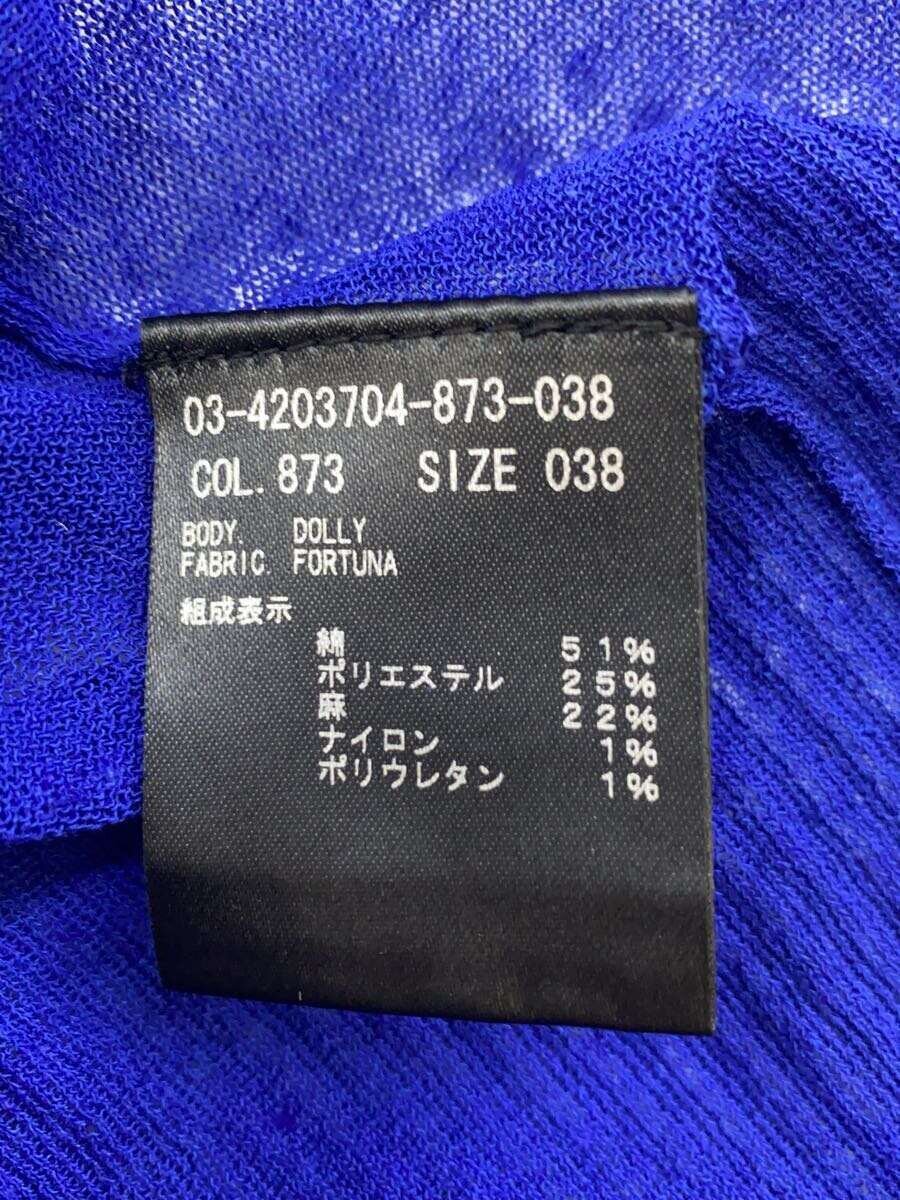 03-4203704-873-038
COL. 873 SIZE 038
BODY. DOLLY
FABRIC. FORTUNA
組成表示
綿 51%
ポリエステル 25%
麻 22%
ナイロン 1%
ポリウレタン 1%